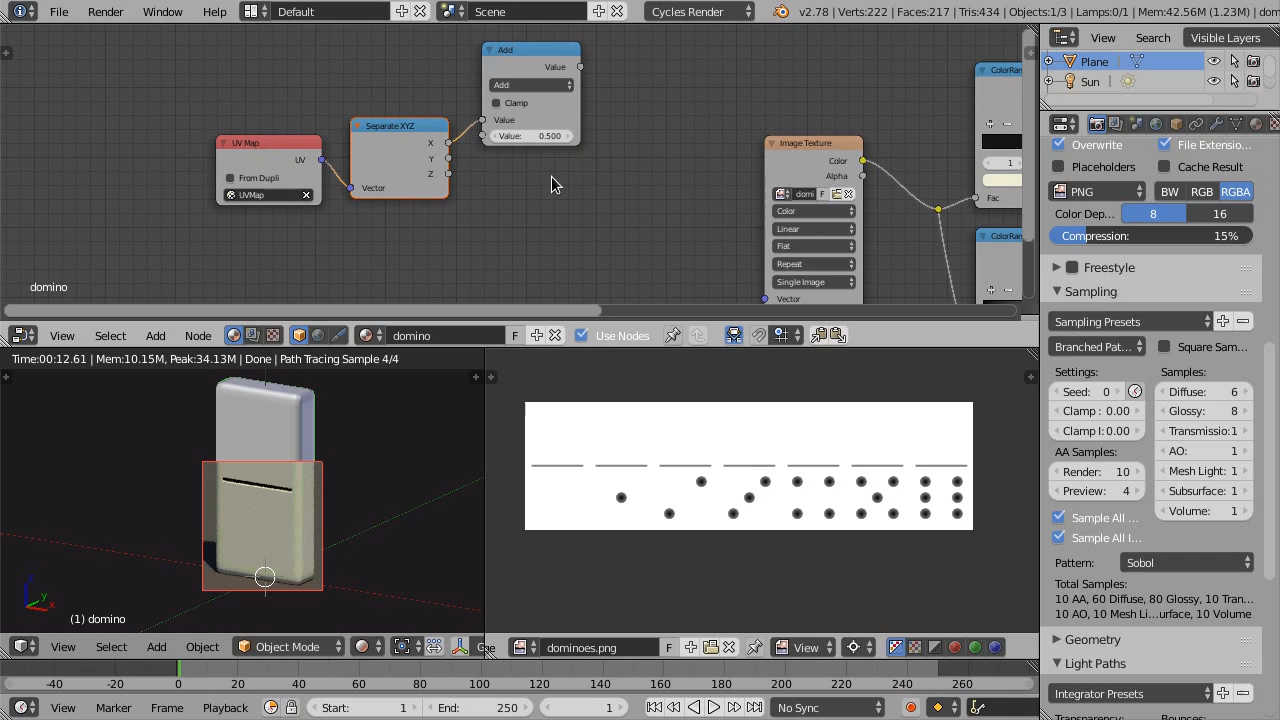 File Render Window Help Default Scene Cycles Render v2.78 | Verts:222 | Faces:217 | Tris:434 | Objects:1/3 | Lamps:0/1 | Mem:42.56M (1.23M) | dom
View Search Visible Layers
Plane
Sun
Add
Value
Add
Clamp
Value
Value: 0.500
Separate XYZ
X
Y
Z
Vector
UV Map
UV
From Dupli
UVMap
Image Texture
Color
Alpha
domi F
Color
Linear
Flat
Repeat
Single Image
Vector
ColorRan
1
Fac
ColorRan
domino
View Select Add Node domino F Use Nodes
Time:00:12.61 | Mem:10.15M, Peak:34.13M | Done | Path Tracing Sample 4/4
z
y
x
(1) domino
View Select Add Object Object Mode Ge
dominoes.png F View
-40 -20 0 20 40 60 80 100 120 140 160 180 200 220 240 260
View Marker Frame Playback Start: 1 End: 250 1 No Sync
Overwrite File Extensio...
Placeholders Cache Result
PNG BW RGB RGBA
Color Dep... 8 16
Compression: 15%
Freestyle
Sampling
Sampling Presets
Branched Pat... Square Sam...
Settings: Samples:
Seed: 0 Diffuse: 6
Clamp : 0.00 Glossy: 8
Clamp I: 0.00 Transmissio: 1
AA Samples: AO: 1
Render: 10 Mesh Light: 1
Preview: 4 Subsurface: 1
Sample All ... Volume: 1
Sample All I...
Pattern: Sobol
Total Samples:
10 AA, 60 Diffuse, 80 Glossy, 10 Tran...
10 AO, 10 Mesh Li...urface, 10 Volume
Geometry
Light Paths
Integrator Presets
Transparency: Bounces: